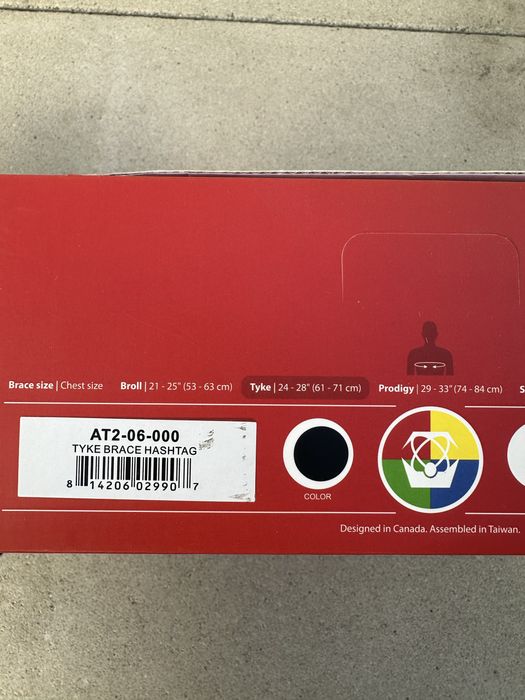 Brace size | Chest size Broll | 21 - 25" (53 - 63 cm) Tyke | 24 - 28" (61 - 71 cm) Prodigy | 29 - 33" (74 - 84 cm) S
AT2-06-000
TYKE BRACE HASHTAG
8 14206 02990 7
COLOR
Designed in Canada. Assembled in Taiwan.